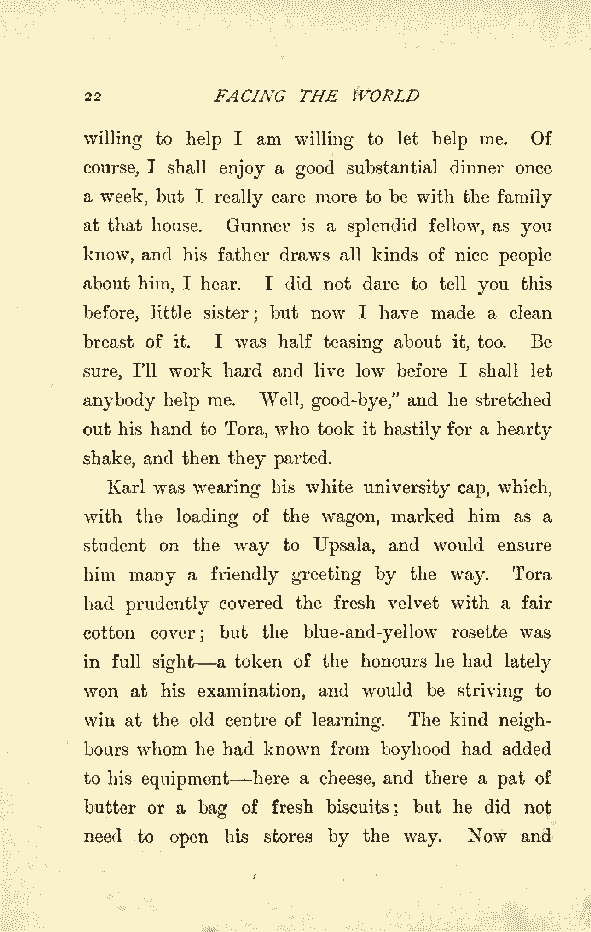 22 FACING THE WORLD
willing to help I am willing to let help me. Of
course, I shall enjoy a good substantial dinner once
a week, but I really care more to be with the family
at that house. Gunner is a splendid fellow, as you
know, and his father draws all kinds of nice people
about him, I hear. I did not dare to tell you this
before, little sister; but now I have made a clean
breast of it. I was half teasing about it, too. Be
sure, I'll work hard and live low before I shall let
anybody help me. Well, good-bye,” and he stretched
out his hand to Tora, who took it hastily for a hearty
shake, and then they parted.
Karl was wearing his white university cap, which,
with the loading of the wagon, marked him as a
student on the way to Upsala, and would ensure
him many a friendly greeting by the way. Tora
had prudently covered the fresh velvet with a fair
cotton cover; but the blue-and-yellow rosette was
in full sight—a token of the honours he had lately
won at his examination, and would be striving to
win at the old centre of learning. The kind neigh-
bours whom he had known from boyhood had added
to his equipment—here a cheese, and there a pat of
butter or a bag of fresh biscuits; but he did not
need to open his stores by the way. Now and